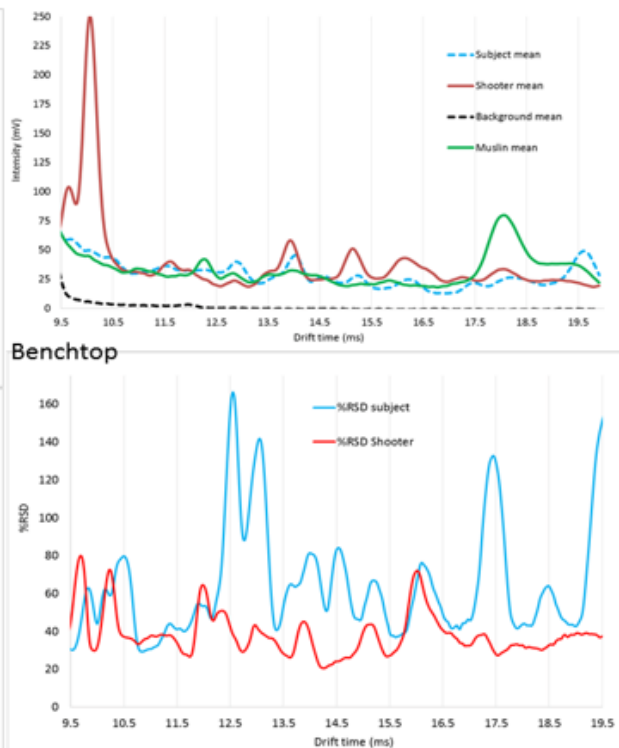 250
225
200
175
150
125
100
75
50
25
0
Intensity (mV)
Subject mean
Shooter mean
Background mean
Muslin mean
9.5 10.5 11.5 12.5 13.5 14.5 15.5 16.5 17.5 18.5 19.5
Drift time (ms)
Benchtop
160
140
120
100
80
60
40
20
0
%RSD
%RSD subject
%RSD Shooter
9.5 10.5 11.5 12.5 13.5 14.5 15.5 16.5 17.5 18.5 19.5
Drift time (ms)